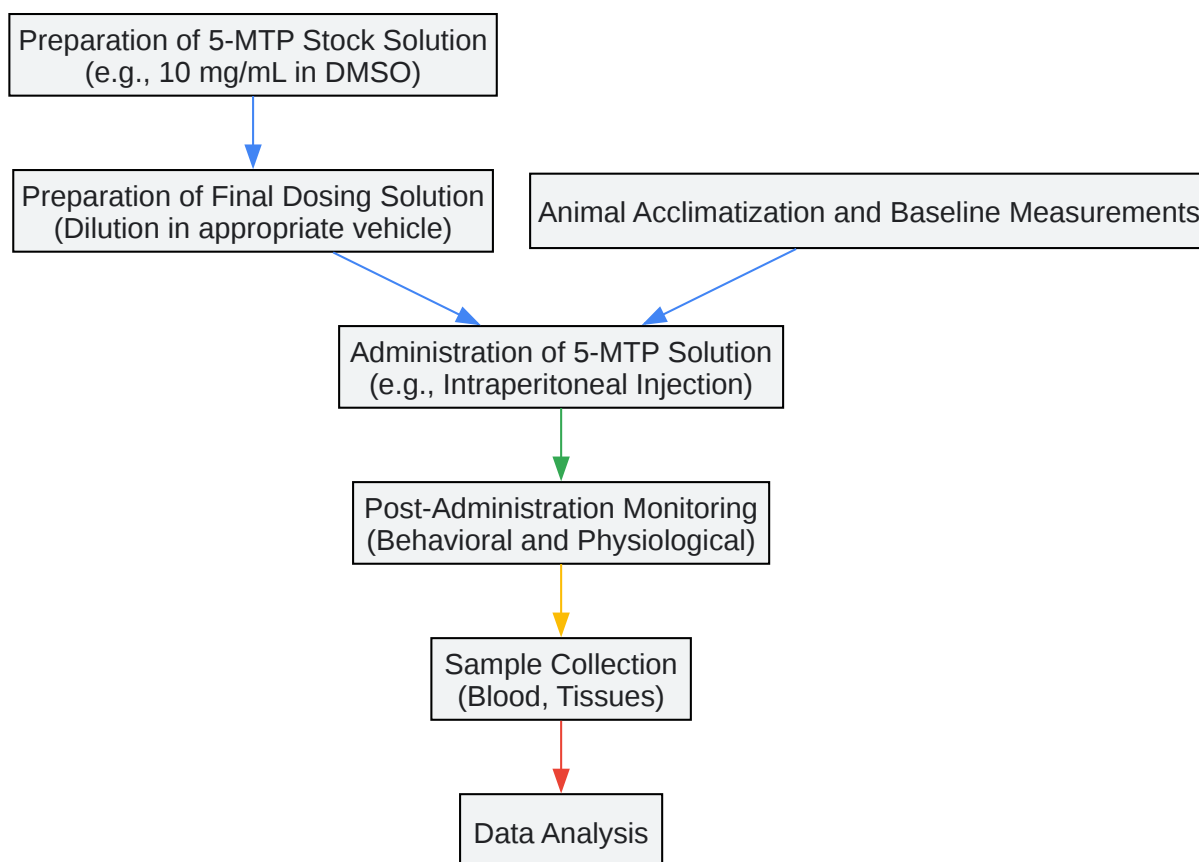 Preparation of 5-MTP Stock Solution
(e.g., 10 mg/mL in DMSO)
Preparation of Final Dosing Solution
(Dilution in appropriate vehicle)
Animal Acclimatization and Baseline Measurements
Administration of 5-MTP Solution
(e.g., Intraperitoneal Injection)
Post-Administration Monitoring
(Behavioral and Physiological)
Sample Collection
(Blood, Tissues)
Data Analysis